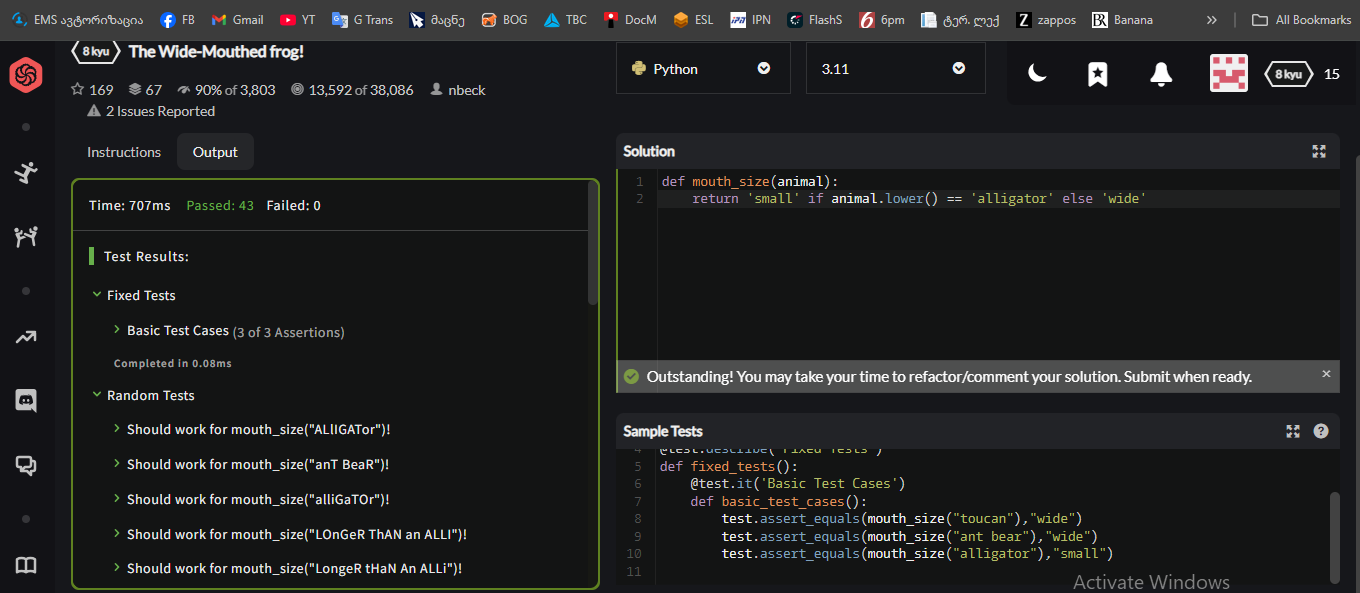 EMS ავტორიზაცია FB Gmail YT G Trans მაცნე BOG TBC DocM ESL IPN FlashS 6pm ტერ. ლექ zappos Banana » All Bookmarks
8 kyu The Wide-Mouthed frog!
169 67 90% of 3,803 13,592 of 38,086 nbeck
2 Issues Reported
Python
3.11
8 kyu 15
Instructions Output
Time: 707ms Passed: 43 Failed: 0
Test Results:
Fixed Tests
Basic Test Cases (3 of 3 Assertions)
Completed in 0.08ms
Random Tests
Should work for mouth_size("ALlIGATor")!
Should work for mouth_size("anT BeaR")!
Should work for mouth_size("alliGaTOr")!
Should work for mouth_size("LOnGeR ThAN an ALLI")!
Should work for mouth_size("LongeR tHaN An ALLi")!
Solution
1 def mouth_size(animal):
2 return 'small' if animal.lower() == 'alligator' else 'wide'
Outstanding! You may take your time to refactor/comment your solution. Submit when ready. ×
Sample Tests
4 @test.describe("Fixed Tests")
5 def fixed_tests():
6 @test.it('Basic Test Cases')
7 def basic_test_cases():
8 test.assert_equals(mouth_size("toucan"),"wide")
9 test.assert_equals(mouth_size("ant bear"),"wide")
10 test.assert_equals(mouth_size("alligator"),"small")
11
Activate Windows